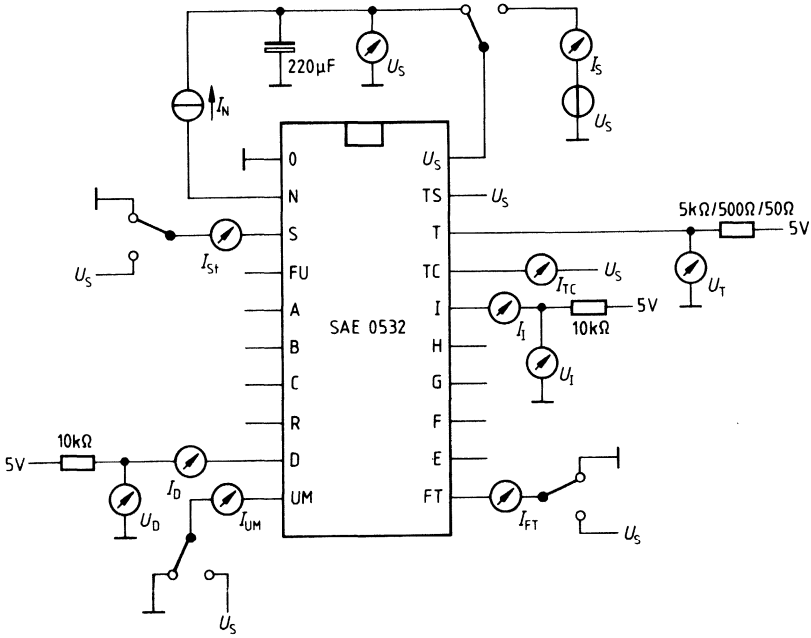 I_N
220µF
U_S
I_S
U_S
0
U_S
N
TS
U_S
5kΩ/500Ω/50Ω
S
T
5V
I_St
U_S
FU
TC
I_TC
U_S
U_T
A
I
I_I
10kΩ
5V
SAE 0532
B
H
U_I
C
G
R
F
5V
10kΩ
D
E
I_D
U_D
UM
I_UM
FT
I_FT
U_S
U_S